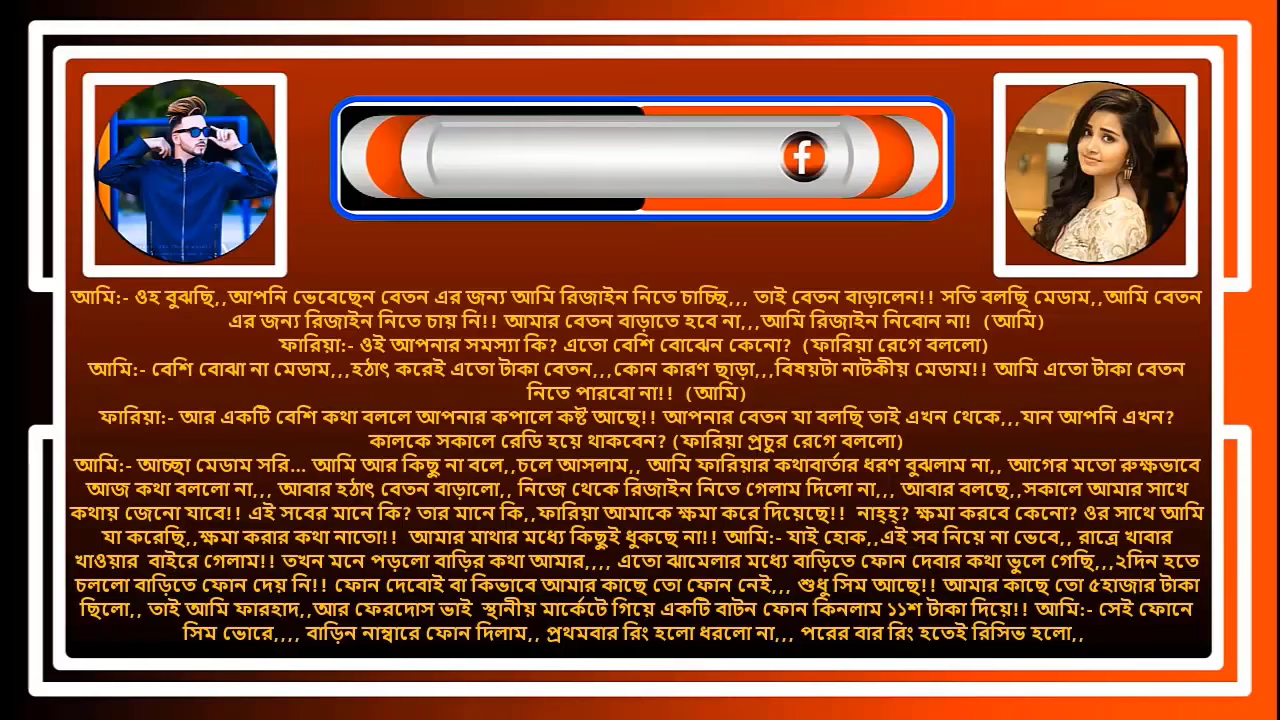 আমি:- ওহ বুঝছি,,আপনি ভেবেছেন বেতন এর জন্য আমি রিজাইন নিতে চাচ্ছি,,, তাই বেতন বাড়ালেন!! সতি বলছি মেডাম,,আমি বেতন
এর জন্য রিজাইন নিতে চায় নি!! আমার বেতন বাড়াতে হবে না,,,আমি রিজাইন নিবোন না! (আমি)
ফারিয়া:- ওই আপনার সমস্যা কি? এতো বেশি বোঝেন কেনো? (ফারিয়া রেগে বললো)
আমি:- বেশি বোঝা না মেডাম,,,হঠাৎ করেই এতো টাকা বেতন,,,কোন কারণ ছাড়া,,,বিষয়টা নাটকীয় মেডাম!! আমি এতো টাকা বেতন
নিতে পারবো না!! (আমি)
ফারিয়া:- আর একটি বেশি কথা বললে আপনার কপালে কষ্ট আছে!! আপনার বেতন যা বলছি তাই এখন থেকে,,,যান আপনি এখন?
কালকে সকালে রেডি হয়ে থাকবেন? (ফারিয়া প্রচুর রেগে বললো)
আমি:- আচ্ছা মেডাম সরি... আমি আর কিছু না বলে,,চলে আসলাম,, আমি ফারিয়ার কথাবার্তার ধরণ বুঝলাম না,, আগের মতো রুক্ষভাবে
আজ কথা বললো না,,, আবার হঠাৎ বেতন বাড়ালো,, নিজে থেকে রিজাইন নিতে গেলাম দিলো না,,, আবার বলছে,,সকালে আমার সাথে
কথায় জেনো যাবে!! এই সবের মানে কি? তার মানে কি,,ফারিয়া আমাকে ক্ষমা করে দিয়েছে!! নাহ্হ্? ক্ষমা করবে কেনো? ওর সাথে আমি
যা করেছি,,ক্ষমা করার কথা নাতো!! আমার মাথার মধ্যে কিছুই ধুকছে না!! আমি:- যাই হোক,,এই সব নিয়ে না ভেবে,, রাত্রে খাবার
খাওয়ার বাইরে গেলাম!! তখন মনে পড়লো বাড়ির কথা আমার,,,, এতো ঝামেলার মধ্যে বাড়িতে ফোন দেবার কথা ভুলে গেছি,,,২দিন হতে
চললো বাড়িতে ফোন দেয় নি!! ফোন দেবোই বা কিভাবে আমার কাছে তো ফোন নেই,,, শুধু সিম আছে!! আমার কাছে তো ৫হাজার টাকা
ছিলো,, তাই আমি ফারহাদ,,আর ফেরদোস ভাই স্থানীয় মার্কেটে গিয়ে একটি বাটন ফোন কিনলাম ১১শ টাকা দিয়ে!! আমি:- সেই ফোনে
সিম ভোরে,,,, বাড়িন নাম্বারে ফোন দিলাম,, প্রথমবার রিং হলো ধরলো না,,, পরের বার রিং হতেই রিসিভ হলো,,